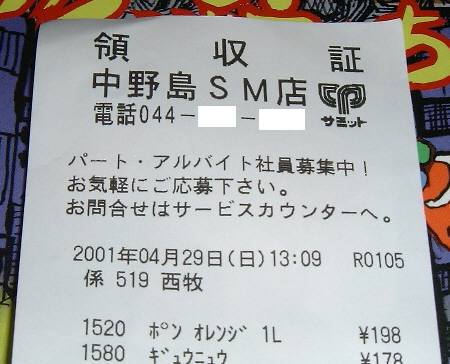 領 収 証
中野島SM店
サミット
電話044- -
パート・アルバイト社員募集中!
お気軽にご応募下さい。
お問合せはサービスカウンターへ。
2001年04月29日(日)13:09 R0105
係 519 西牧
1520 ポン オレンジ 1L ¥198
1580 ギュウニュウ ¥178